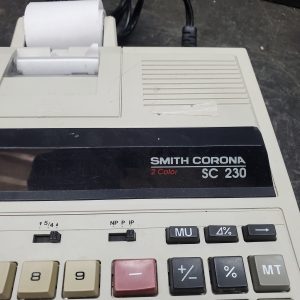 SMITH CORONA
2 Color SC 230
↑ 5/4 ↓ NP P IP
MU Δ% →
8 9 − +/− % MT